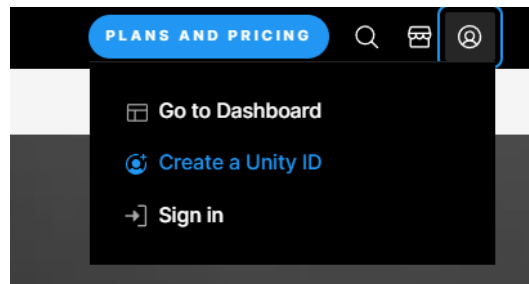 PLANS AND PRICING
Go to Dashboard
Create a Unity ID
Sign in